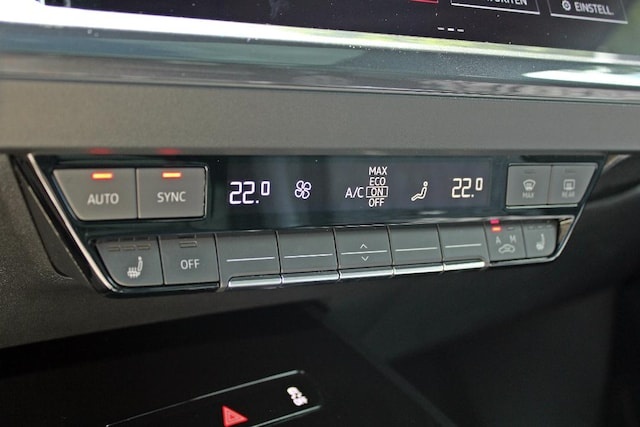 EINSTELL.
AUTO
SYNC
22.0
A/C
MAX
ECO
ON
OFF
22.0
MAX
REAR
OFF
A M